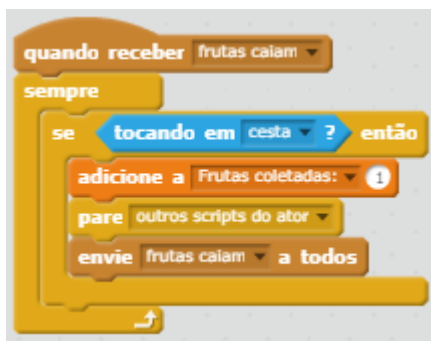 quando receber frutas caiam
sempre
se tocando em cesta ? então
adicione a Frutas coletadas: 1
pare outros scripts do ator
envie frutas caiam a todos